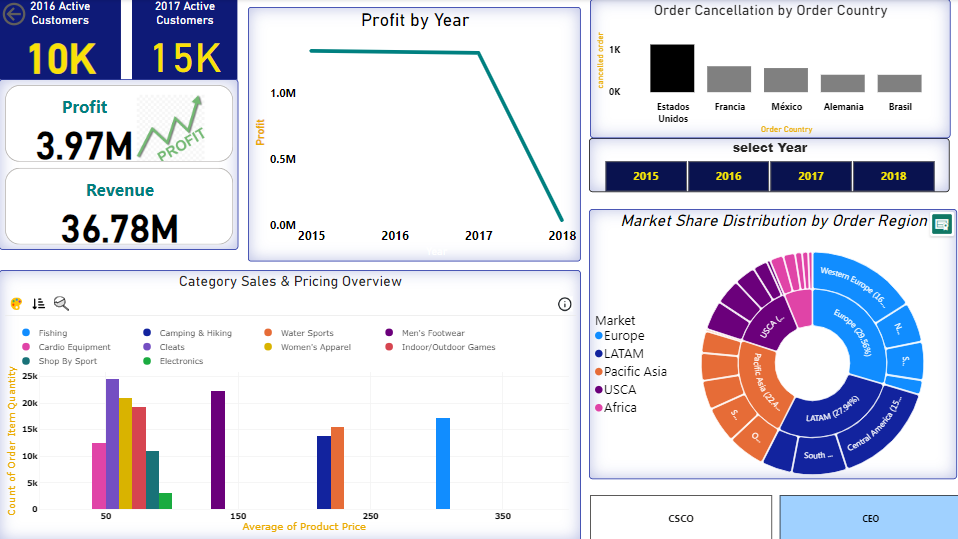 2016 Active
Customers
10K
2017 Active
Customers
15K
Profit
3.97M
PROFIT
Revenue
36.78M
Profit by Year
Profit
1.0M
0.5M
0.0M
2015 2016 2017 2018
Order Cancellation by Order Country
cancelled order
1K
0K
Estados
Unidos
Francia México Alemania Brasil
Order Country
select Year
2015 2016 2017 2018
Market Share Distribution by Order Region
Market
Europe
LATAM
Pacific Asia
USCA
Africa
Western Europe (16...
N...
Europe (29.56%)
S...
USCA (...
Pacific Asia (22.4...
LATAM (27.94%)
Central America (15...
South ...
S...
O...
Category Sales & Pricing Overview
Fishing Camping & Hiking Water Sports Men's Footwear
Cardio Equipment Cleats Women's Apparel Indoor/Outdoor Games
Shop By Sport Electronics
Count of Order Item Quantity
25k
20k
15k
10k
5k
0
50 150 250 350
Average of Product Price
CSCO
CEO